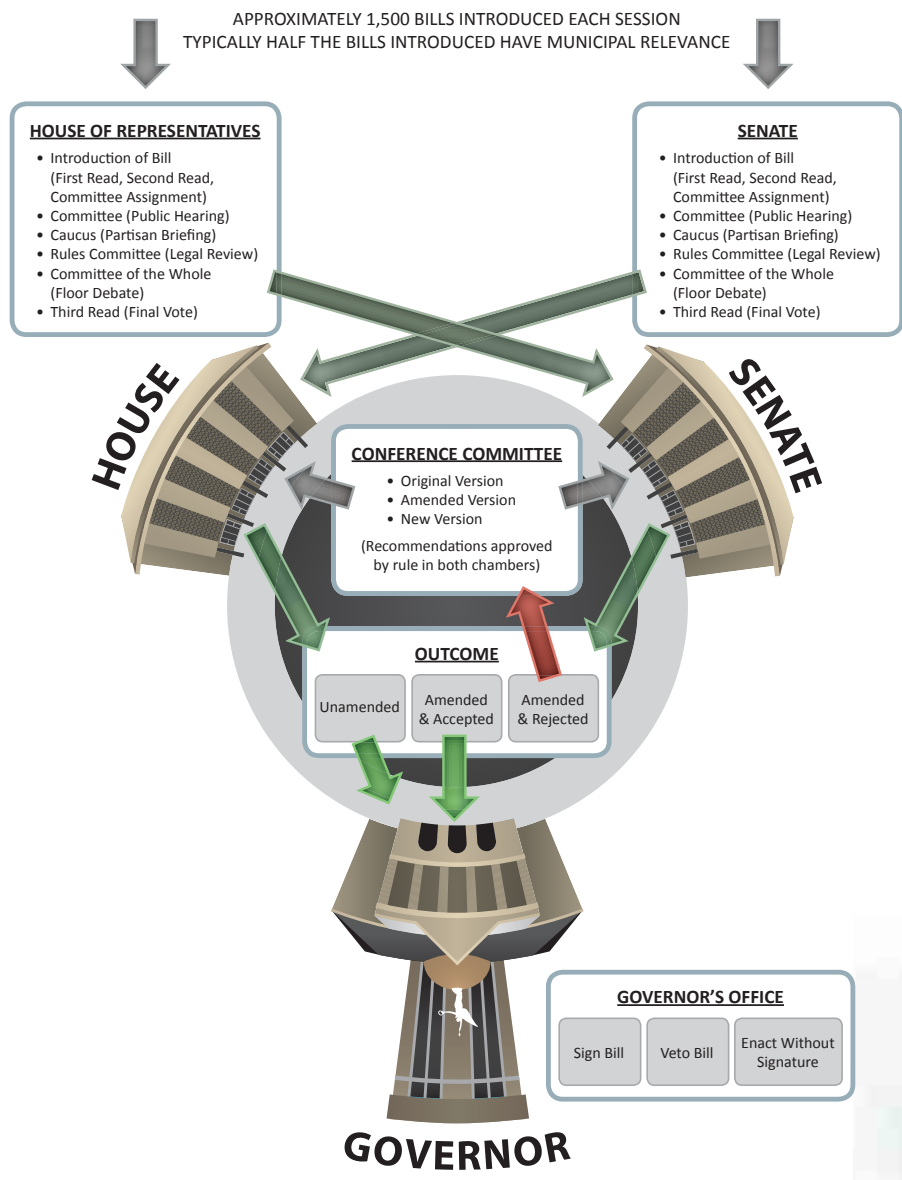 APPROXIMATELY 1,500 BILLS INTRODUCED EACH SESSION
TYPICALLY HALF THE BILLS INTRODUCED HAVE MUNICIPAL RELEVANCE
HOUSE OF REPRESENTATIVES
• Introduction of Bill
(First Read, Second Read,
Committee Assignment)
• Committee (Public Hearing)
• Caucus (Partisan Briefing)
• Rules Committee (Legal Review)
• Committee of the Whole
(Floor Debate)
• Third Read (Final Vote)
SENATE
• Introduction of Bill
(First Read, Second Read,
Committee Assignment)
• Committee (Public Hearing)
• Caucus (Partisan Briefing)
• Rules Committee (Legal Review)
• Committee of the Whole
(Floor Debate)
• Third Read (Final Vote)
HOUSE
SENATE
CONFERENCE COMMITTEE
• Original Version
• Amended Version
• New Version
(Recommendations approved
by rule in both chambers)
OUTCOME
Unamended
Amended
& Accepted
Amended
& Rejected
GOVERNOR'S OFFICE
Sign Bill
Veto Bill
Enact Without
Signature
GOVERNOR